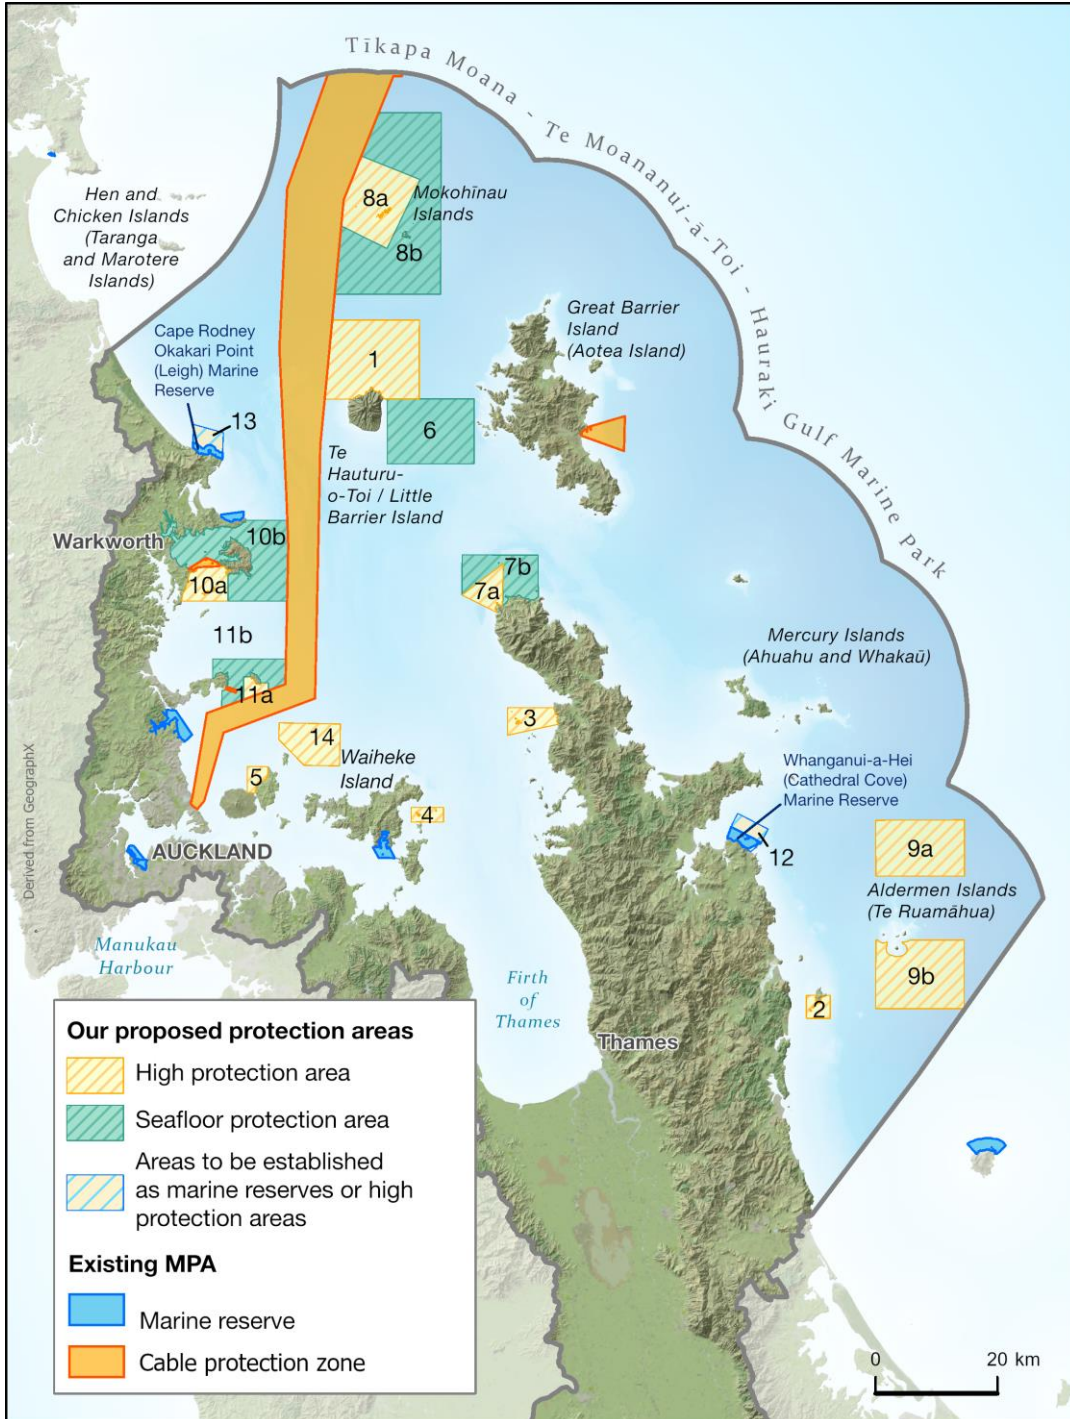 Tīkapa Moana - Te Moananui-ā-Toi - Hauraki Gulf Marine Park
Hen and
Chicken Islands
(Taranga
and Marotere
Islands)
8a
Mokohīnau
Islands
8b
Great Barrier
Island
(Aotea Island)
Cape Rodney
Okakari Point
(Leigh) Marine
Reserve
1
13
6
Te
Hauturu-
o-Toi / Little
Barrier Island
Warkworth
10b
10a
7b
7a
11b
Mercury Islands
(Ahuahu and Whakaū)
11a
3
14
Waiheke
Island
Whanganui-a-Hei
(Cathedral Cove)
Marine Reserve
5
4
AUCKLAND
12
9a
Aldermen Islands
(Te Ruamāhua)
Derived from GeographX
Manukau
Harbour
Firth
of
Thames
9b
2
Thames
Our proposed protection areas
High protection area
Seafloor protection area
Areas to be established
as marine reserves or high
protection areas
Existing MPA
Marine reserve
Cable protection zone
0 20 km